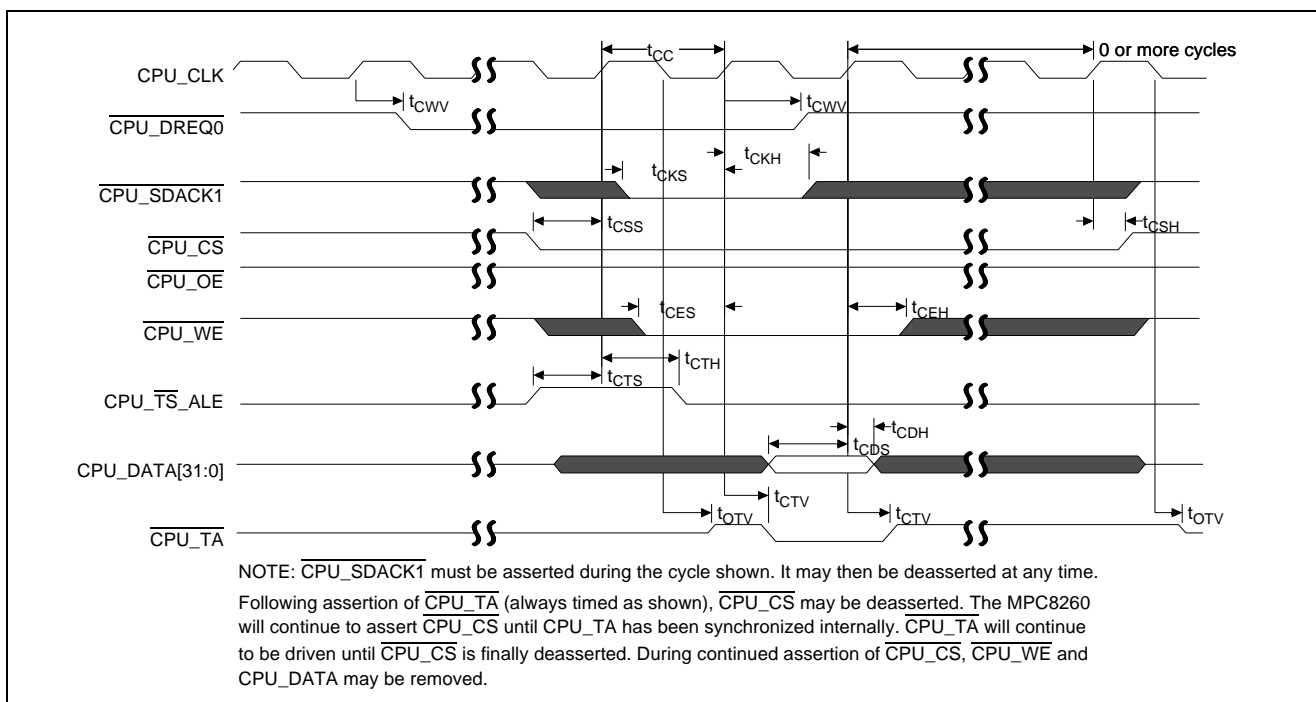 tCC
0 or more cycles
CPU_CLK
tCWV
tCWV
CPU_DREQ0
tCKH
tCKS
CPU_SDACK1
tCSS
tCSH
CPU_CS
CPU_OE
tCES
tCEH
CPU_WE
tCTH
tCTS
CPU_TS_ALE
tCDH
tCDS
CPU_DATA[31:0]
tCTV
tOTV
tCTV
tOTV
CPU_TA
NOTE: CPU_SDACK1 must be asserted during the cycle shown. It may then be deasserted at any time.
Following assertion of CPU_TA (always timed as shown), CPU_CS may be deasserted. The MPC8260
will continue to assert CPU_CS until CPU_TA has been synchronized internally. CPU_TA will continue
to be driven until CPU_CS is finally deasserted. During continued assertion of CPU_CS, CPU_WE and
CPU_DATA may be removed.